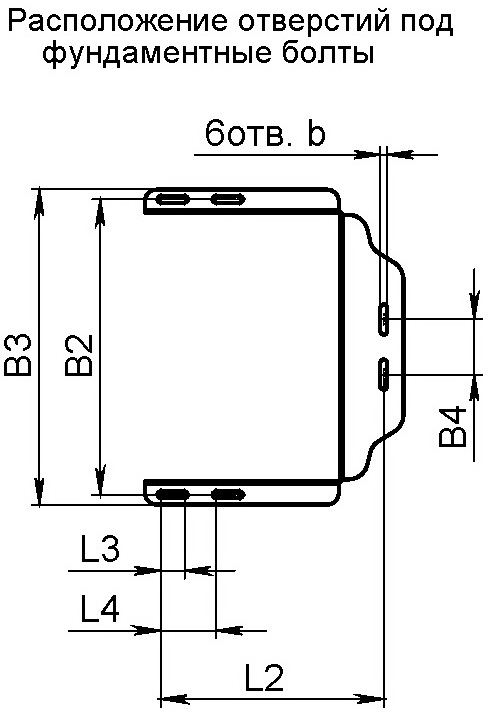 Расположение отверстий под
фундаментные болты
6отв. b
B3
B2
B4
L3
L4
L2